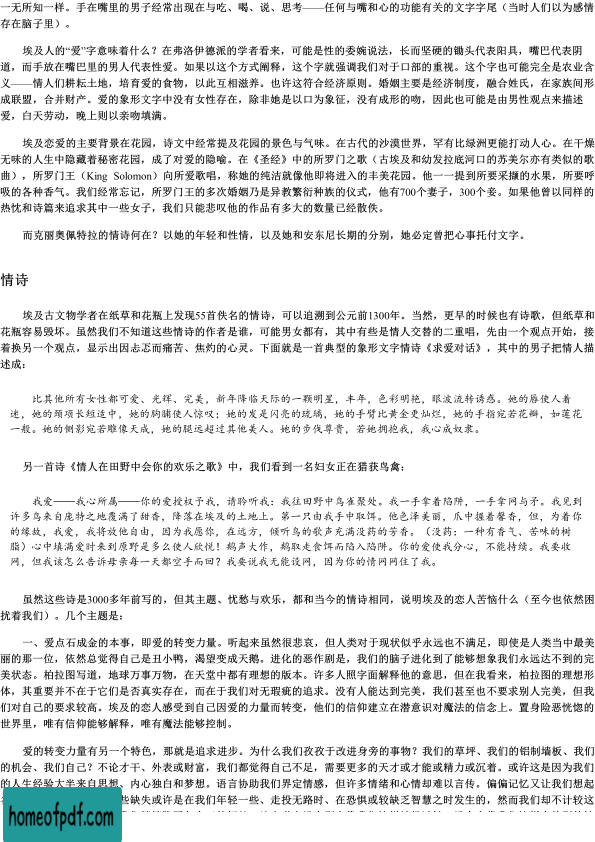 一无所知一样。手在嘴里的男子经常出现在与吃、喝、说、思考——任何与嘴和心的功能有关的文字字尾（当时人们以为感情
存在脑子里）。
埃及人的“爱”字意味着什么？在弗洛伊德派的学者看来，可能是性的委婉说法，长而坚硬的锄头代表阳具，嘴巴代表阴
道，而手放在嘴巴里的男人代表性爱。如果以这个方式阐释，这个字就强调我们对于口部的重视。这个字也可能完全是农业含
义——情人们耕耘土地，培育爱的食物，以此互相滋养。也许这符合经济原则。婚姻主要是经济制度，融合姓氏，在家族间形
成联盟，合并财产。爱的象形文字中没有女性存在，除非她是以口为象征，没有成形的吻，因此也可能是由男性观点来描述
爱，白天劳动，晚上则以亲吻填满。
埃及恋爱的主要背景在花园，诗文中经常提及花园的景色与气味。在古代的沙漠世界，罕有比绿洲更能打动人心。在干燥
无味的人生中隐藏着秘密花园，成了对爱的隐喻。在《圣经》中的所罗门之歌（古埃及和幼发拉底河口的苏美尔亦有类似的歌
曲），所罗门王（King Solomon）向所爱歌唱，称她的纯洁就像他即将进入的丰美花园。他一一提到所要采撷的水果，所要呼
吸的各种香气。我们经常忘记，所罗门王的多次婚姻乃是异教繁衍种族的仪式，他有700个妻子，300个妾。如果他曾以同样的
热忱和诗篇来追求其中一些女子，我们只能悲叹他的作品有多大的数量已经散佚。
而克丽奥佩特拉的情诗何在？以她的年轻和性情，以及她和安东尼长期的分别，她必定曾把心事托付文字。
情诗
埃及古文物学者在纸草和花瓶上发现55首佚名的情诗，可以追溯到公元前1300年。当然，更早的时候也有诗歌，但纸草和
花瓶容易毁坏。虽然我们不知道这些情诗的作者是谁，可能男女都有，其中有些是情人交替的二重唱，先由一个观点开始，接
着换另一个观点，显示出因忐忑而痛苦、焦灼的心灵。下面就是一首典型的象形文字情诗《求爱对话》，其中的男子把情人描
述成：
比其他所有女性都可爱、光辉、完美，新年降临天际的一颗明星，丰年，色彩明艳，眼波流转诱惑。她的唇使人着
迷，她的颈项长短适中，她的胸脯使人惊叹；她的发是闪亮的琉璃，她的手臂比黄金更灿烂，她的手指宛若花瓣，如莲花
一般。她的侧影宛若雕像天成，她的腿远超过其他美人。她的步伐尊贵，若她拥抱我，我心成奴隶。
另一首诗《情人在田野中会你的欢乐之歌》中，我们看到一名妇女正在猎获鸟禽：
我爱——我心所属——你的爱授权予我，请聆听我：我往田野中鸟雀聚处。我一手拿着陷阱，一手拿网与矛。我见到
许多鸟来自庞特之地覆满了甜香，降落在埃及的土地上。第一只由我手中取饵。他色泽美丽，爪中握着馨香，但，为着你
的缘故，我爱，我将放他自由，因为我愿你，在远方，倾听鸟的歌声充满没药的芳香。（没药：一种有香气、苦味的树
脂）心中填满爱时来到原野是多么使人欣悦！鹅声大作，鹅取走食饵而陷入陷阱。你的爱使我分心，不能持续。我要收
网，但我该怎么告诉母亲每一天都空手而回？我要说我无能设网，因为你的情网网住了我。
虽然这些诗是3000多年前写的，但其主题、忧愁与欢乐，都和当今的情诗相同，说明埃及的恋人苦恼什么（至今也依然困
扰着我们）。几个主题是：
一、爱点石成金的本事，即爱的转变力量。听起来虽然很悲哀，但人类对于现状似乎永远也不满足，即使是人类当中最美
丽的那一位，依然总觉得自己是丑小鸭，渴望变成天鹅。进化的恶作剧是，我们的脑子进化到了能够想象我们永远达不到的完
美状态。柏拉图写道，地球万事万物，在天堂中都有理想的版本。许多人照字面解释他的意思，但在我看来，柏拉图的理想形
体，其重要并不在于它们是否真实存在，而在于我们对无瑕疵的追求。没有人能达到完美，我们甚至也不要求别人完美，但我
们对自己的要求较高。埃及的恋人感受到自己因爱的力量而转变，他们的信仰建立在潜意识对魔法的信念上。置身险恶恍惚的
世界里，唯有信仰能够解释，唯有魔法能够控制。
爱的转变力量有另一个特色，那就是追求进步。为什么我们孜孜于改进身旁的事物？我们的草坪、我们的铝制墙板、我们
的机会、我们自己？不论才干、外表或财富，我们都觉得自己不足，需要更多的天才或才能或精力或沉着。或许这是因为我们
的人生经验大半来自思想、内心独白和梦想。语言协助我们界定情感，但许多情绪和心情却难以言传。偏偏记忆又让我们想起
些缺失或许是在我们年轻一些、走投无路时、在恐惧或较缺乏智慧之时发生的，然而我们却不计较这
homeofpdf.com